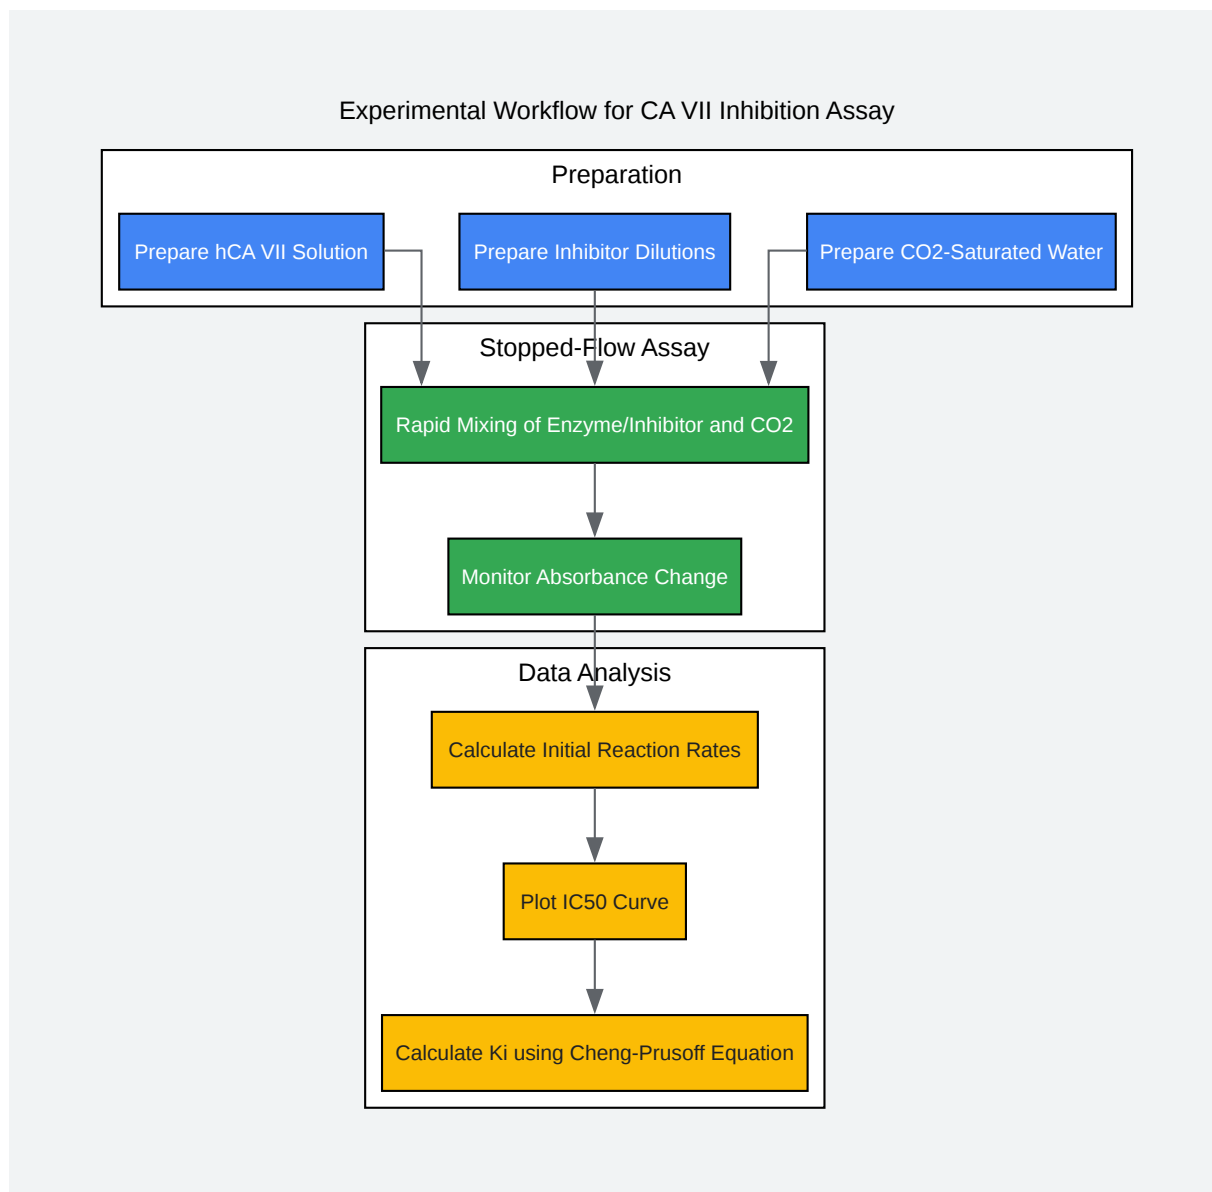 Experimental Workflow for CA VII Inhibition Assay
Preparation
Prepare hCA VII Solution
Prepare Inhibitor Dilutions
Prepare CO2-Saturated Water
Stopped-Flow Assay
Rapid Mixing of Enzyme/Inhibitor and CO2
Monitor Absorbance Change
Data Analysis
Calculate Initial Reaction Rates
Plot IC50 Curve
Calculate Ki using Cheng-Prusoff Equation